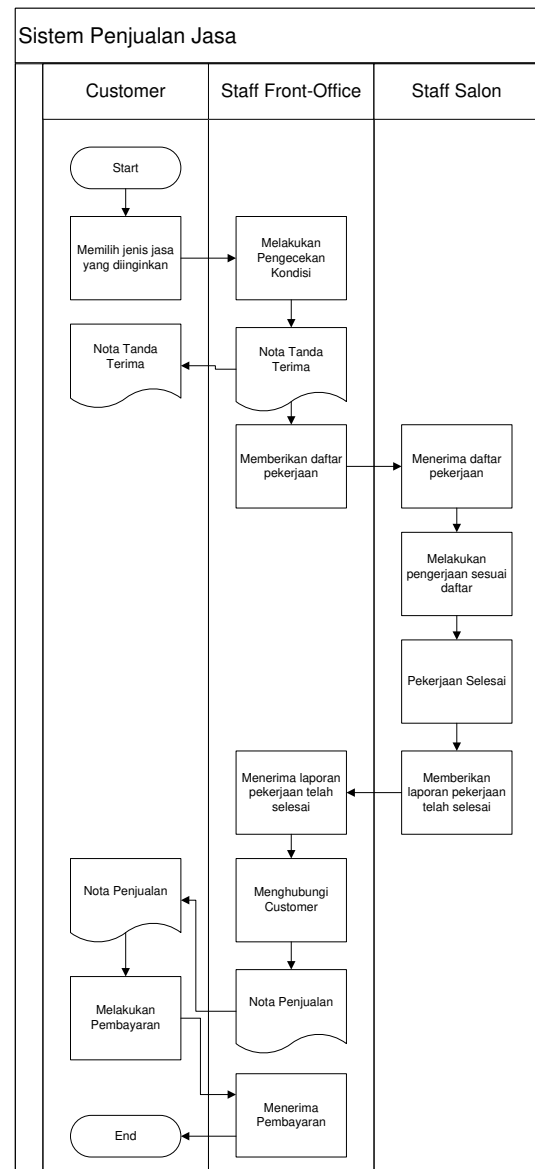 Sistem Penjualan Jasa
Customer
Staff Front-Office
Staff Salon
Start
Memilih jenis jasa
yang diinginkan
Melakukan
Pengecekan
Kondisi
Nota Tanda
Terima
Nota Tanda
Terima
Memberikan daftar
pekerjaan
Menerima daftar
pekerjaan
Melakukan
pengerjaan sesuai
daftar
Pekerjaan Selesai
Memberikan
laporan pekerjaan
telah selesai
Menerima laporan
pekerjaan telah
selesai
Menghubungi
Customer
Nota Penjualan
Nota Penjualan
Melakukan
Pembayaran
Menerima
Pembayaran
End